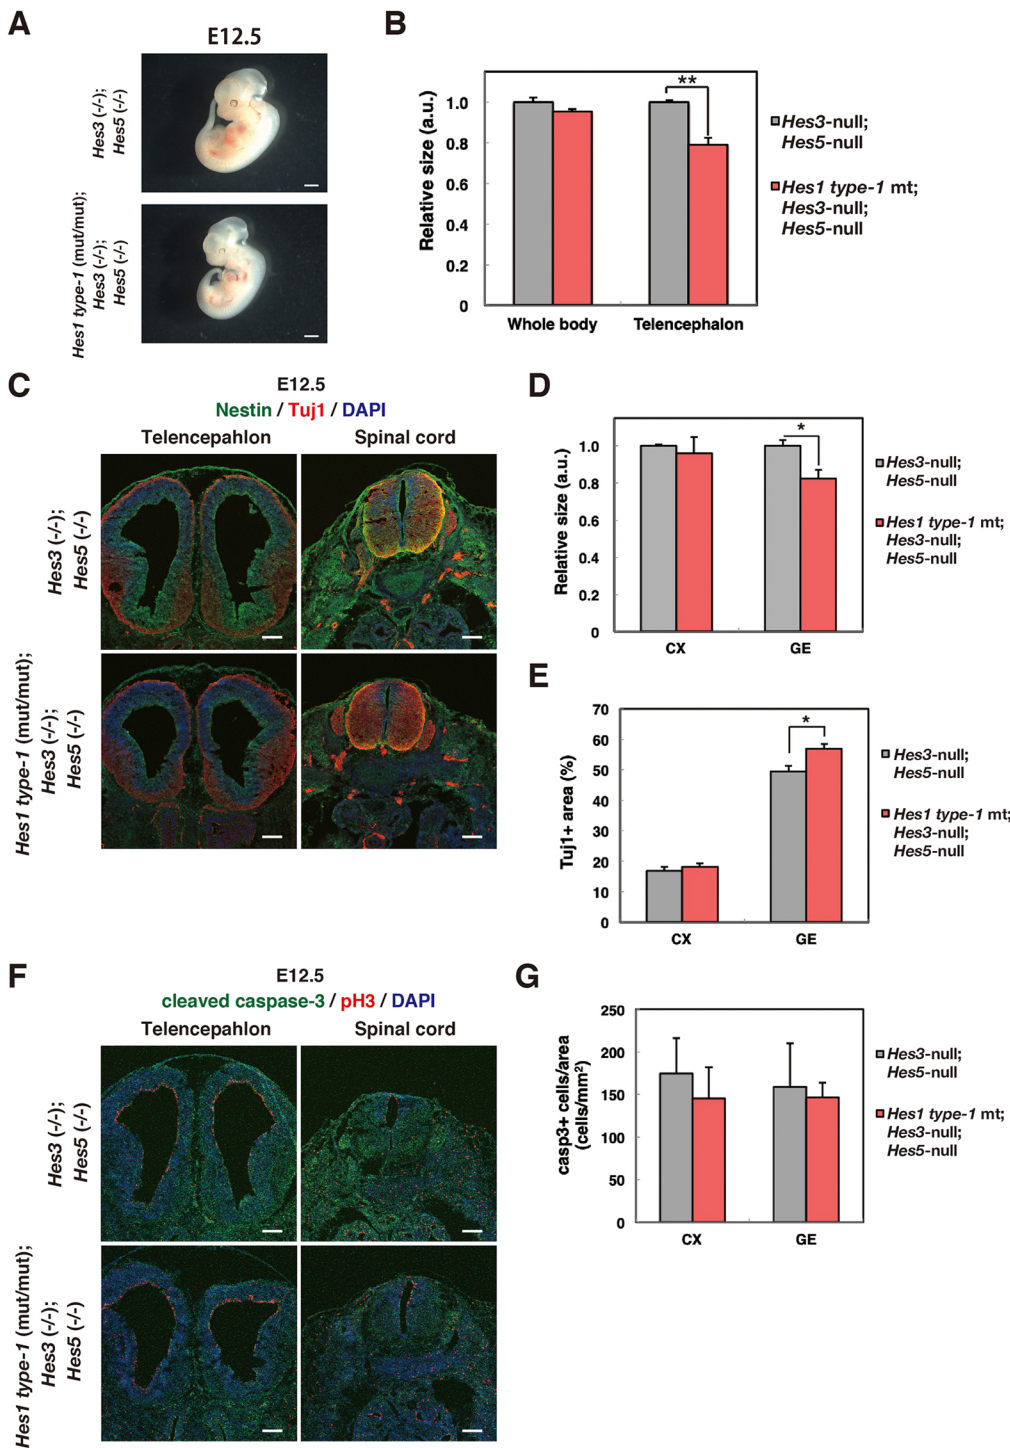 A
E12.5
Hes3 (-/-);
Hes5 (-/-)
Hes1 type-1 (mut/mut);
Hes3 (-/-);
Hes5 (-/-)
B
Relative size (a.u.)
1.0
0.8
0.6
0.4
0.2
0
**
Whole body
Telencephalon
Hes3-null;
Hes5-null
Hes1 type-1 mt;
Hes3-null;
Hes5-null
C
E12.5
Nestin / Tuj1 / DAPI
Telencepahlon
Spinal cord
Hes3 (-/-);
Hes5 (-/-)
Hes1 type-1 (mut/mut);
Hes3 (-/-);
Hes5 (-/-)
D
Relative size (a.u.)
1.0
0.8
0.6
0.4
0.2
0
*
CX
GE
Hes3-null;
Hes5-null
Hes1 type-1 mt;
Hes3-null;
Hes5-null
E
Tuj1+ area (%)
70
60
50
40
30
20
10
0
*
CX
GE
Hes3-null;
Hes5-null
Hes1 type-1 mt;
Hes3-null;
Hes5-null
F
E12.5
cleaved caspase-3 / pH3 / DAPI
Telencepahlon
Spinal cord
Hes3 (-/-);
Hes5 (-/-)
Hes1 type-1 (mut/mut);
Hes3 (-/-);
Hes5 (-/-)
G
casp3+ cells/area
(cells/mm²)
250
200
150
100
50
0
CX
GE
Hes3-null;
Hes5-null
Hes1 type-1 mt;
Hes3-null;
Hes5-null